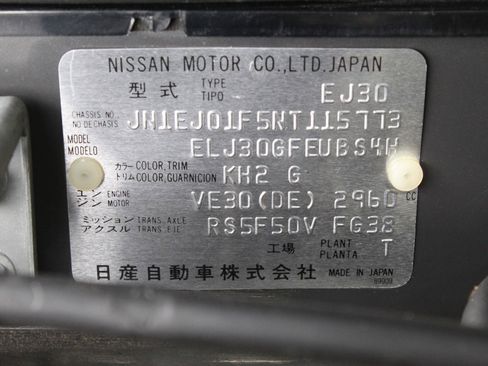 NISSAN MOTOR CO.,LTD.JAPAN
型式 TYPE TIPO EJ30
CHASSIS NO. NO DE CHASIS JN1EJ01F5NT115773
MODEL MODELO ELJ30GFEUBS4H
カラー COLOR, TRIM トリム COLOR, GUARNICION KH2 G
エンジン ENGINE MOTOR VE30(DE) 2960 CC
ミッション TRANS. AXLE アクスル TRANS. EJE RS5F50V FG38
工場 PLANT PLANTA T
日産自動車株式会社 MADE IN JAPAN